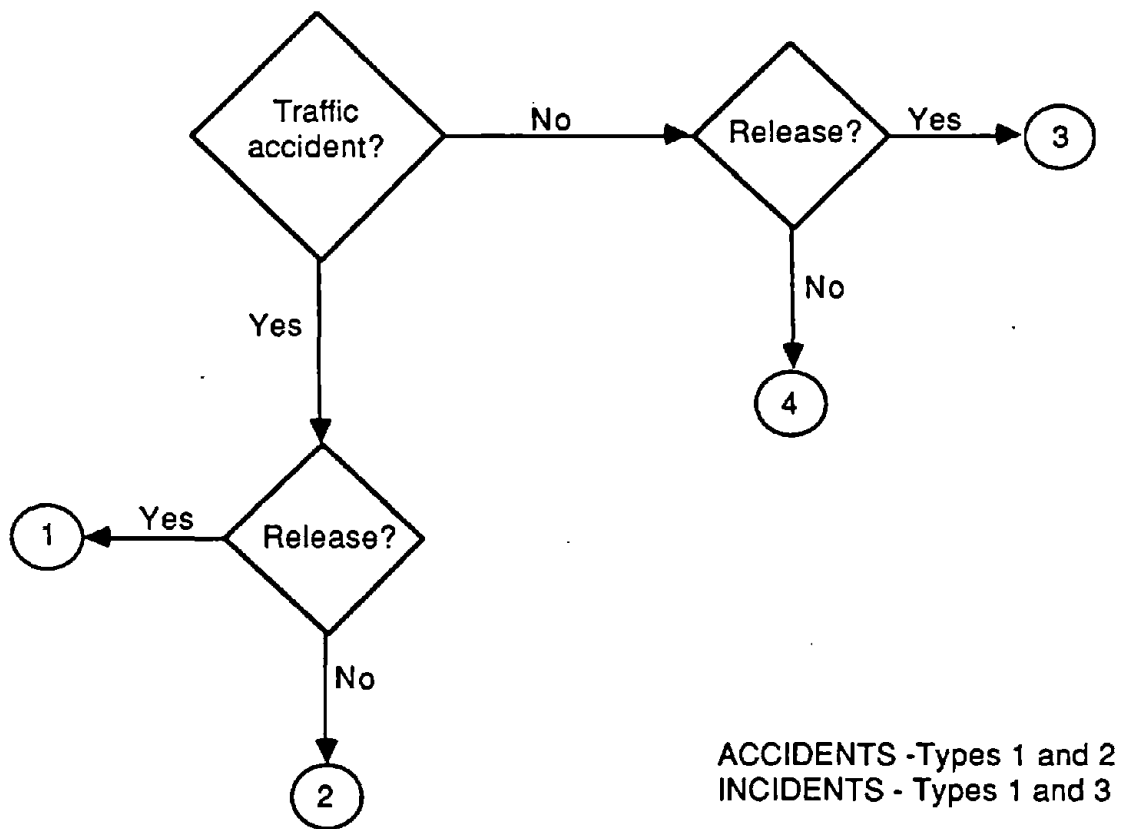 Traffic
accident?
No
Release?
Yes
3
No
4
Yes
Release?
Yes
1
No
2
ACCIDENTS -Types 1 and 2
INCIDENTS - Types 1 and 3